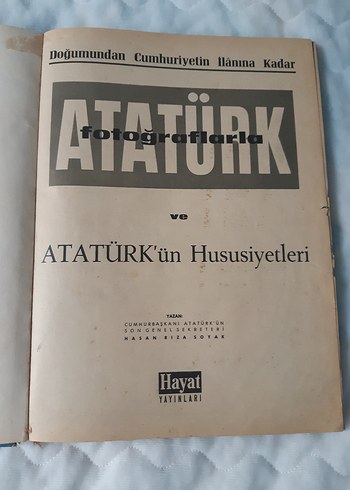 Doğumundan Cumhuriyetin İlânına Kadar
ATATÜRK
fotoğraflarla
ve
ATATÜRK'ün Hususiyetleri
YAZAN:
CUMHURBAŞKANI ATATÜRK'ÜN
SON GENEL SEKRETERİ
HASAN RIZA SOYAK
Hayat
YAYINLARI